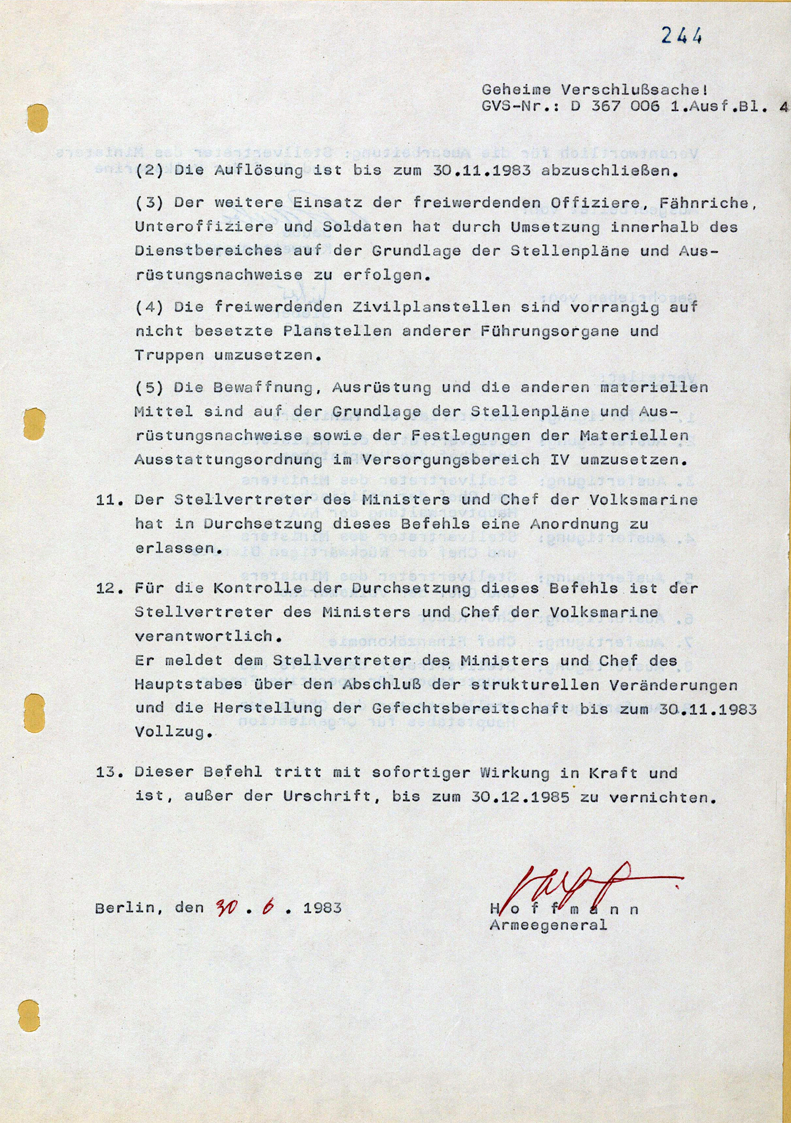 244
Geheime Verschlußsache!
GVS-Nr.: D 367 006 1.Ausf.Bl. 4
(2) Die Auflösung ist bis zum 30.11.1983 abzuschließen.
(3) Der weitere Einsatz der freiwerdenden Offiziere, Fähnriche,
Unteroffiziere und Soldaten hat durch Umsetzung innerhalb des
Dienstbereiches auf der Grundlage der Stellenpläne und Aus-
rüstungsnachweise zu erfolgen.
(4) Die freiwerdenden Zivilplanstellen sind vorrangig auf
nicht besetzte Planstellen anderer Führungsorgane und
Truppen umzusetzen.
(5) Die Bewaffnung, Ausrüstung und die anderen materiellen
Mittel sind auf der Grundlage der Stellenpläne und Aus-
rüstungsnachweise sowie der Festlegungen der Materiellen
Ausstattungsordnung im Versorgungsbereich IV umzusetzen.
11. Der Stellvertreter des Ministers und Chef der Volksmarine
hat in Durchsetzung dieses Befehls eine Anordnung zu
erlassen.
12. Für die Kontrolle der Durchsetzung dieses Befehls ist der
Stellvertreter des Ministers und Chef der Volksmarine
verantwortlich.
Er meldet dem Stellvertreter des Ministers und Chef des
Hauptstabes über den Abschluß der strukturellen Veränderungen
und die Herstellung der Gefechtsbereitschaft bis zum 30.11.1983
Vollzug.
13. Dieser Befehl tritt mit sofortiger Wirkung in Kraft und
ist, außer der Urschrift, bis zum 30.12.1985 zu vernichten.
Berlin, den 30 . 6 . 1983
H o f f m a n n
Armeegeneral